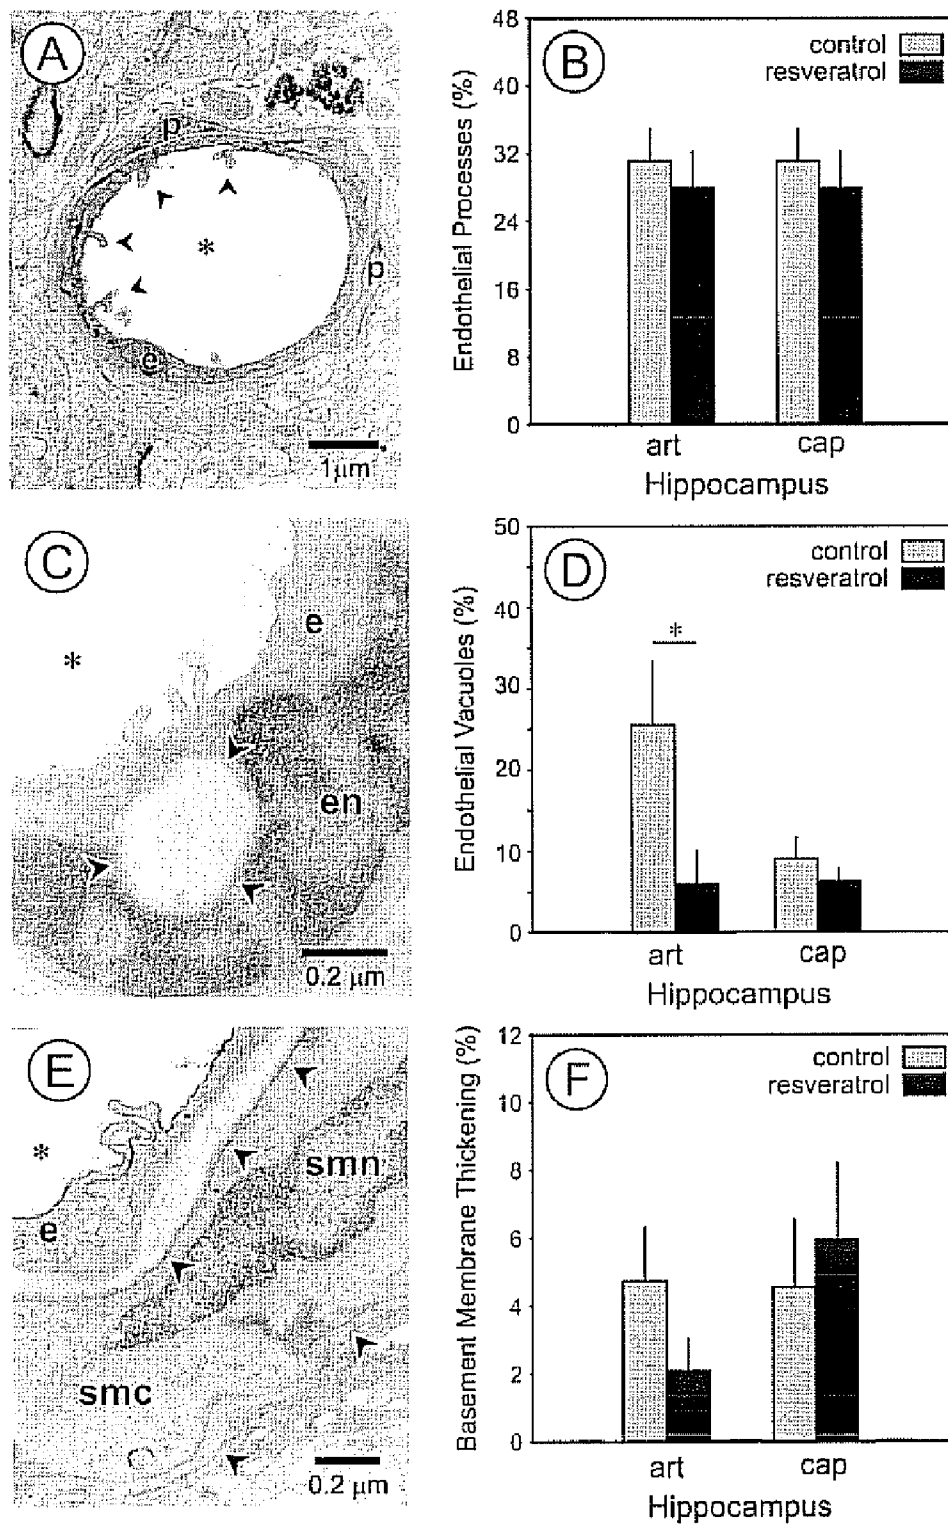 A
p
*
p
e
1μm
B
control
resveratrol
Endothelial Processes (%)
48
40
32
24
16
8
0
art
cap
Hippocampus
C
e
*
en
0.2 μm
D
control
resveratrol
*
Endothelial Vacuoles (%)
50
40
30
20
10
0
art
cap
Hippocampus
E
*
smn
e
smc
0.2 μm
F
control
resveratrol
Basement Membrane Thickening (%)
12
10
8
6
4
2
0
art
cap
Hippocampus